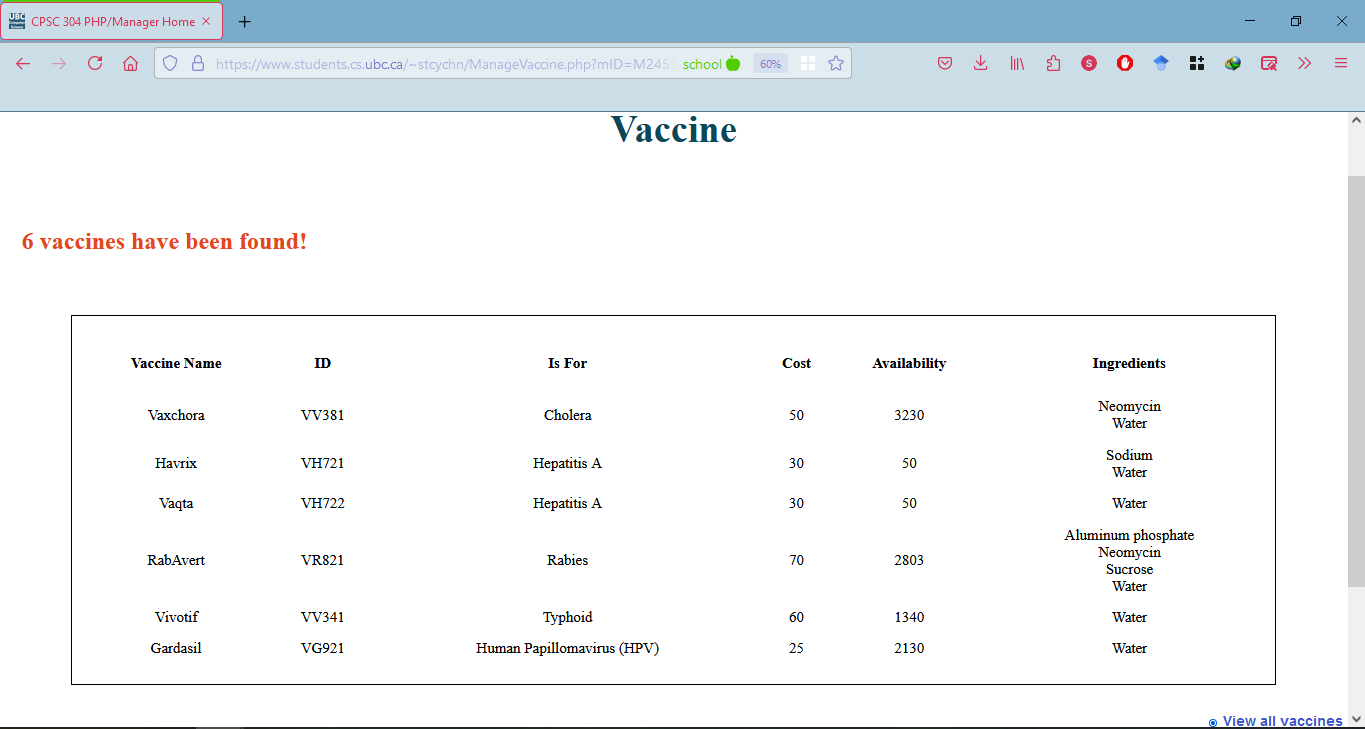 CPSC 304 PHP/Manager Home
https://www.students.cs.ubc.ca/~stcychn/ManageVaccine.php?mID=M245 school 60%
Vaccine
6 vaccines have been found!
Vaccine Name ID Is For Cost Availability Ingredients
Vaxchora VV381 Cholera 50 3230 Neomycin
Water
Havrix VH721 Hepatitis A 30 50 Sodium
Water
Vaqta VH722 Hepatitis A 30 50 Water
RabAvert VR821 Rabies 70 2803 Aluminum phosphate
Neomycin
Sucrose
Water
Vivotif VV341 Typhoid 60 1340 Water
Gardasil VG921 Human Papillomavirus (HPV) 25 2130 Water
View all vaccines